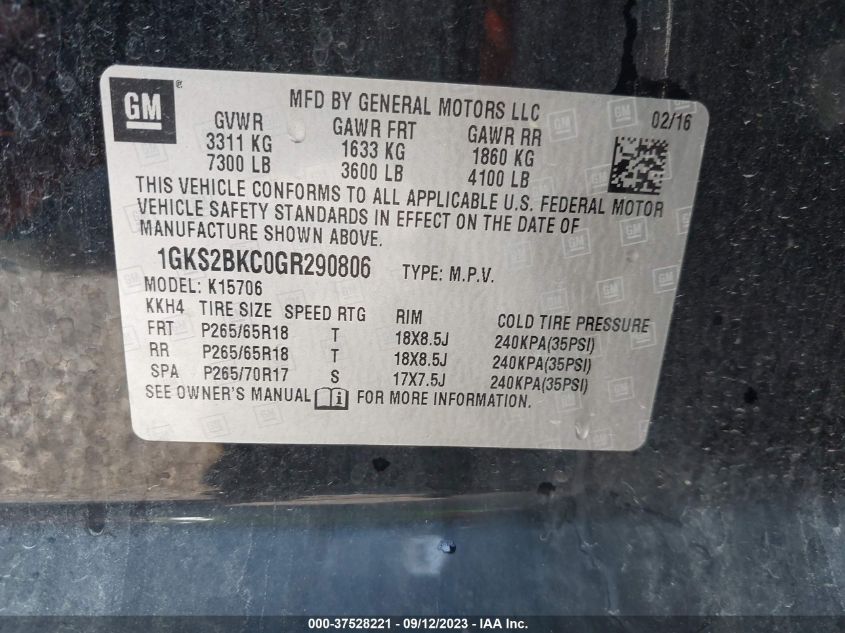 GM ®
MFD BY GENERAL MOTORS LLC
02/16
GVWR GAWR FRT GAWR RR
3311 KG 1633 KG 1860 KG
7300 LB 3600 LB 4100 LB
THIS VEHICLE CONFORMS TO ALL APPLICABLE U.S. FEDERAL MOTOR
VEHICLE SAFETY STANDARDS IN EFFECT ON THE DATE OF
MANUFACTURE SHOWN ABOVE.
1GKS2BKC0GR290806 TYPE: M.P.V.
MODEL: K15706
KKH4 TIRE SIZE SPEED RTG RIM COLD TIRE PRESSURE
FRT P265/65R18 T 18X8.5J 240KPA(35PSI)
RR P265/65R18 T 18X8.5J 240KPA(35PSI)
SPA P265/70R17 S 17X7.5J 240KPA(35PSI)
SEE OWNER'S MANUAL i FOR MORE INFORMATION.
000-37528221 - 09/12/2023 - IAA Inc.